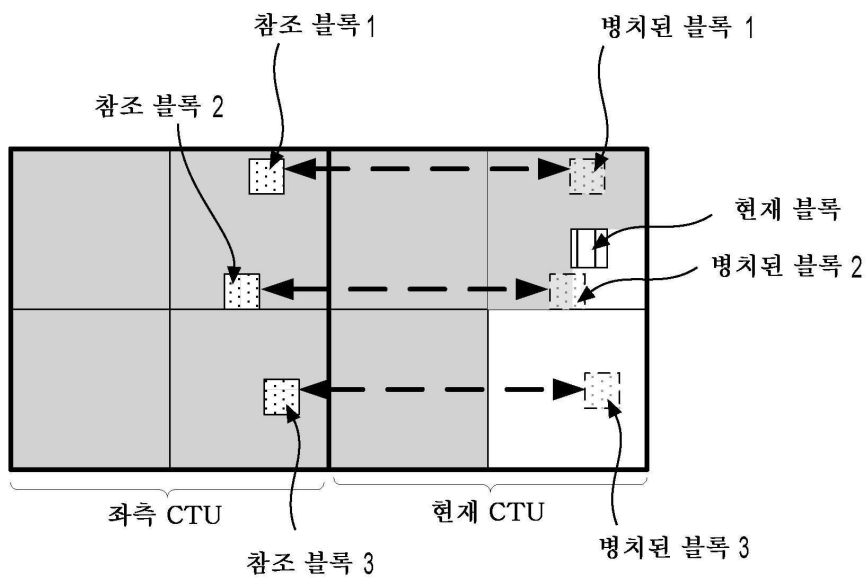 참조 블록 1
병치된 블록 1
참조 블록 2
현재 블록
병치된 블록 2
좌측 CTU
현재 CTU
참조 블록 3
병치된 블록 3